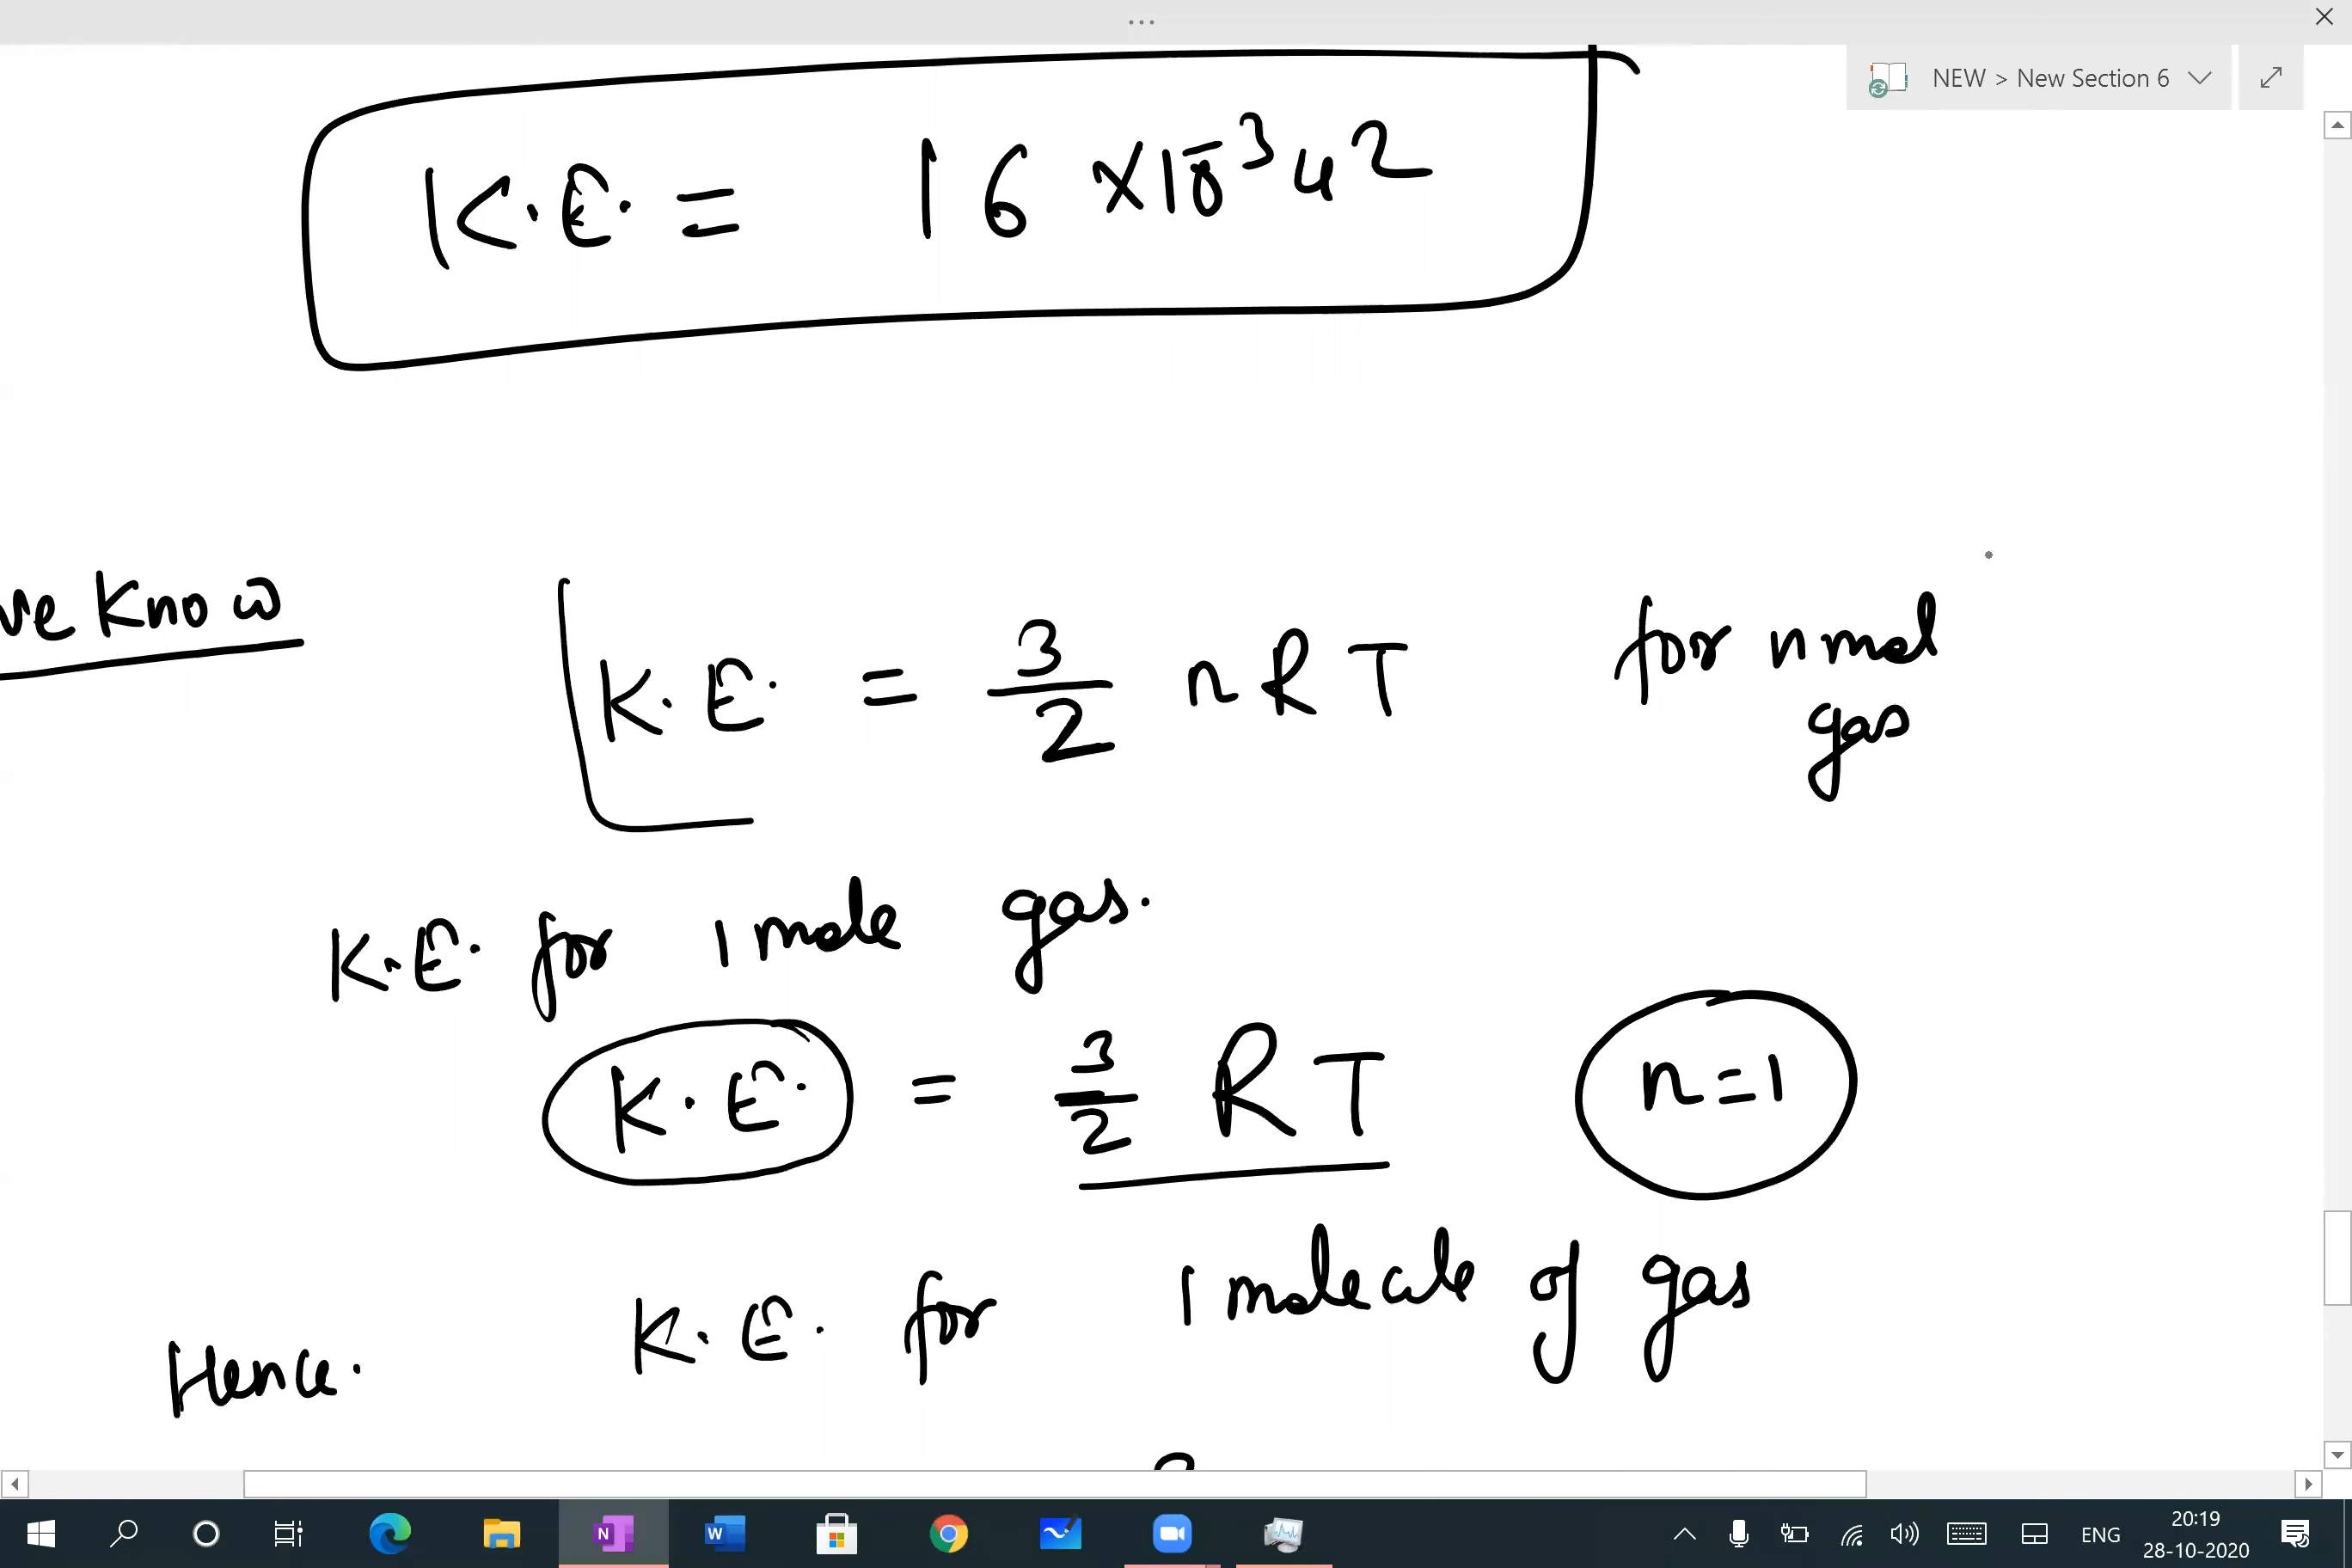 NEW > New Section 6
K.E. = 16 × 10⁻³ u²
we know
K.E. = 3/2 nRT for n mol gas
K.E. for 1 mole gas.
K.E. = 3/2 RT n=1
Hence. K.E. for 1 molecule of gas
ENG
20:19
28-10-2020